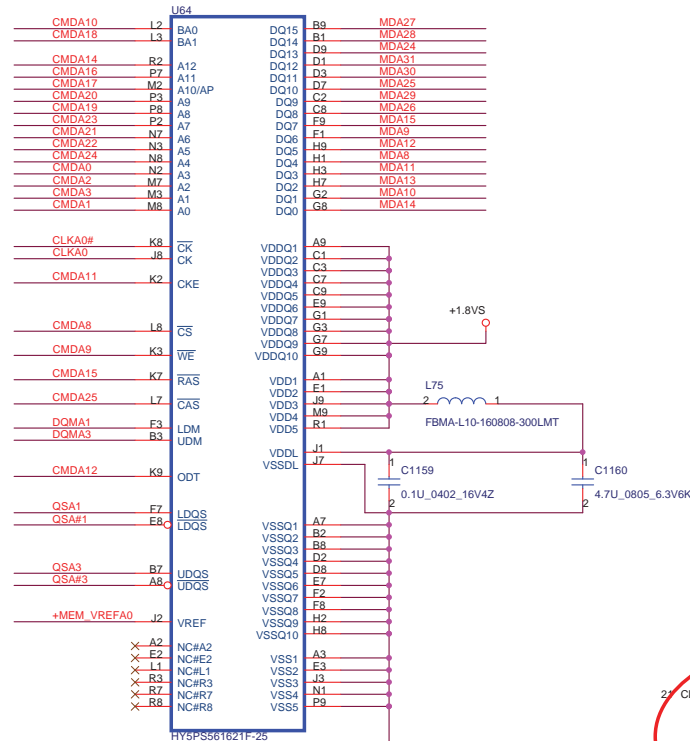 U64
CMDA10 L2 BA0 DQ15 B9 MDA27
CMDA18 L3 BA1 DQ14 B1 MDA28
DQ13 D9 MDA24
CMDA14 R2 A12 DQ12 D1 MDA31
CMDA16 P7 A11 DQ11 D3 MDA30
CMDA17 M2 A10/AP DQ10 D7 MDA25
CMDA20 P3 A9 DQ9 C2 MDA29
CMDA19 P8 A8 DQ8 C8 MDA26
CMDA23 P2 A7 DQ7 F9 MDA15
CMDA21 N7 A6 DQ6 F1 MDA9
CMDA22 N3 A5 DQ5 H9 MDA12
CMDA24 N8 A4 DQ4 H1 MDA8
CMDA0 N2 A3 DQ3 H3 MDA11
CMDA2 M7 A2 DQ2 H7 MDA13
CMDA3 M3 A1 DQ1 G2 MDA10
CMDA1 M8 A0 DQ0 G8 MDA14
CLKA0# K8 CK VDDQ1 A9
CLKA0 J8 CK VDDQ2 C1
VDDQ3 C3
CMDA11 K2 CKE VDDQ4 C7
VDDQ5 C9
VDDQ6 E9
VDDQ7 G1
CMDA8 L8 CS VDDQ8 G3
VDDQ9 G7
CMDA9 K3 WE VDDQ10 G9
+1.8VS
CMDA15 K7 RAS VDD1 A1
VDD2 E1
CMDA25 L7 CAS VDD3 J9
VDD4 M9
DQMA1 F3 LDM VDD5 R1
DQMA3 B3 UDM
L75
2 1
FBMA-L10-160808-300LMT
VDDL J1
VSSDL J7
CMDA12 K9 ODT
1 C1159 2
0.1U_0402_16V4Z
1 C1160 2
4.7U_0805_6.3V6K
QSA1 F7 LDQS VSSQ1 A7
QSA#1 E8 LDQS VSSQ2 B2
VSSQ3 B8
VSSQ4 D2
QSA3 B7 UDQS VSSQ5 D8
QSA#3 A8 UDQS VSSQ6 E7
VSSQ7 F2
VSSQ8 F8
+MEM_VREFA0 J2 VREF VSSQ9 H2
VSSQ10 H8
A2 NC#A2
E2 NC#E2 VSS1 A3
L1 NC#L1 VSS2 E3
R3 NC#R3 VSS3 J3
R7 NC#R7 VSS4 N1
R8 NC#R8 VSS5 P9
HY5PS561621F-25